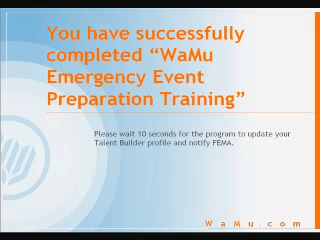 You have successfully
completed “WaMu
Emergency Event
Preparation Training”
Please wait 10 seconds for the program to update your
Talent Builder profile and notify FEMA.
WaMu.com